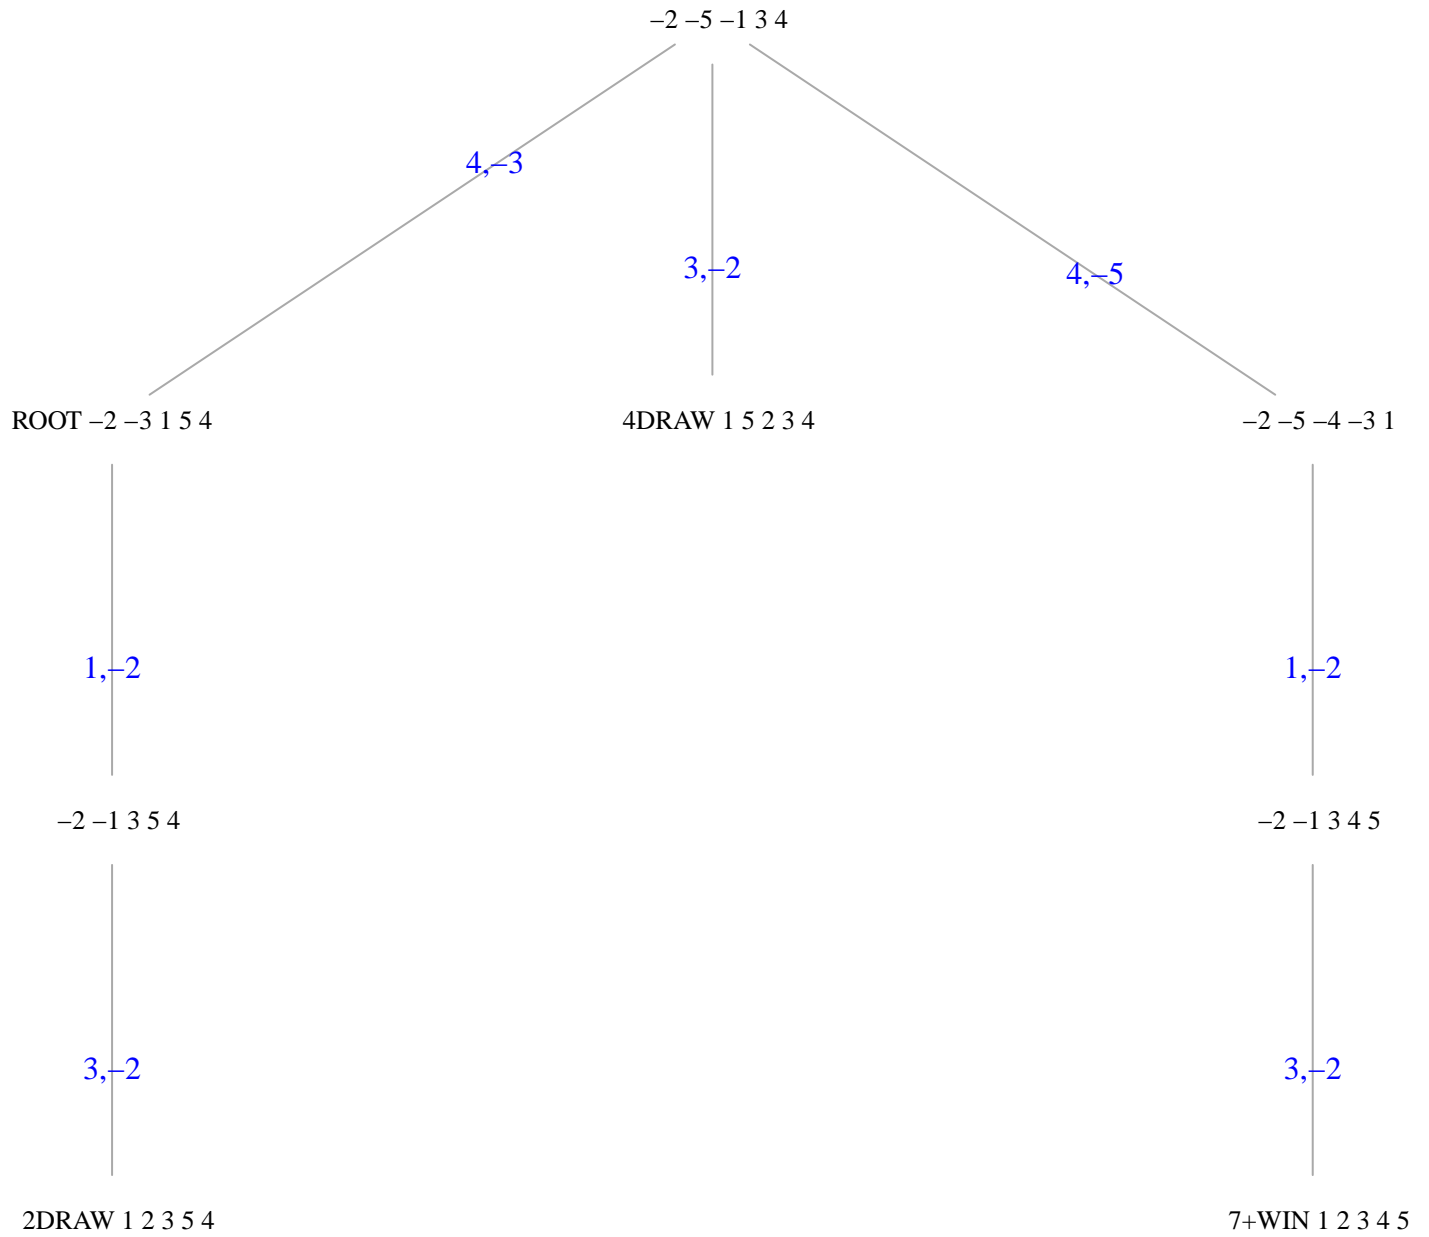 –2 –5 –1 3 4
4,–3
3,–2
4,–5
ROOT –2 –3 1 5 4
4DRAW 1 5 2 3 4
–2 –5 –4 –3 1
1,–2
1,–2
–2 –1 3 5 4
–2 –1 3 4 5
3,–2
3,–2
2DRAW 1 2 3 5 4
7+WIN 1 2 3 4 5